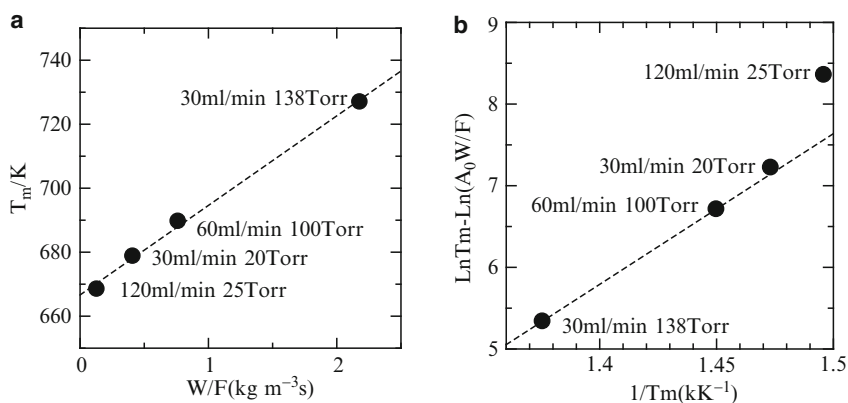 a
740
720
700
680
660
T_m/K
30ml/min 138Torr
60ml/min 100Torr
30ml/min 20Torr
120ml/min 25Torr
0
1
2
W/F(kg m⁻³s)
b
9
8
7
6
5
LnTm-Ln(A₀W/F)
120ml/min 25Torr
30ml/min 20Torr
60ml/min 100Torr
30ml/min 138Torr
1.4
1.45
1.5
1/Tm(kK⁻¹)